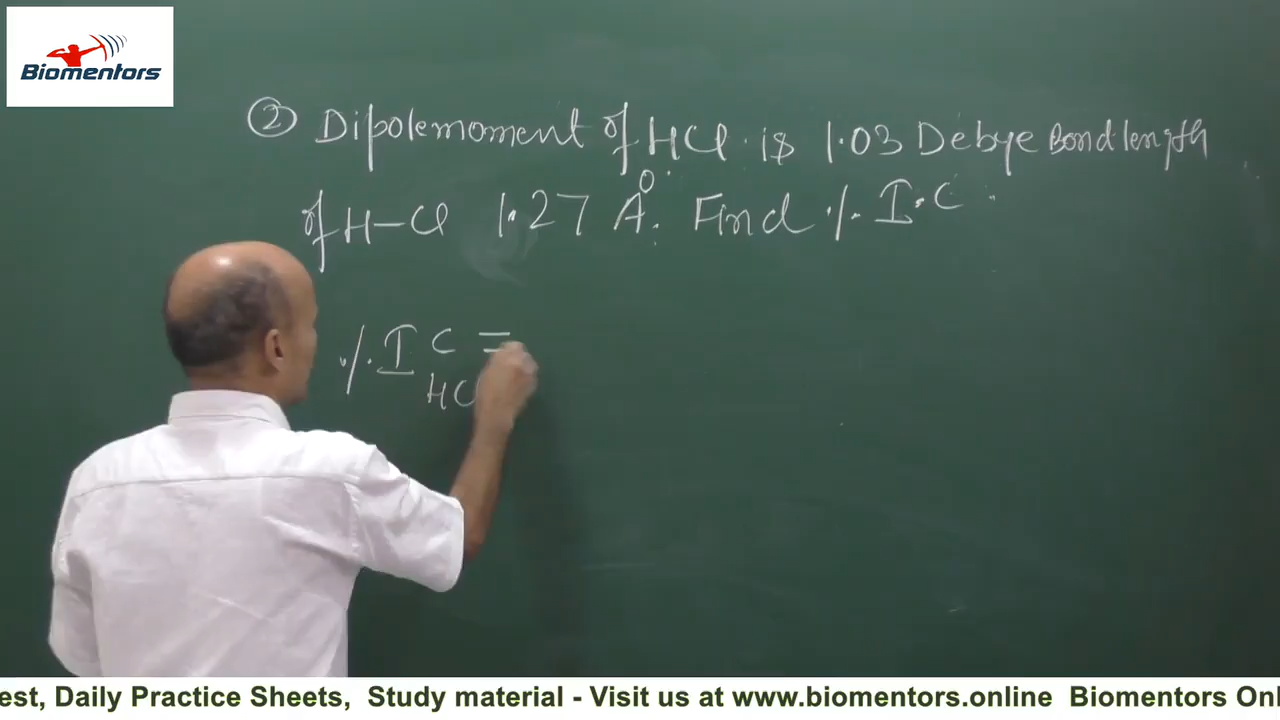 Biomentors
② Dipolemoment of HCl. is 1.03 Debye Bond length
of H-Cl 1.27 Å. Find % I.C.
% I C =
HC
est, Daily Practice Sheets, Study material - Visit us at www.biomentors.online Biomentors Onl